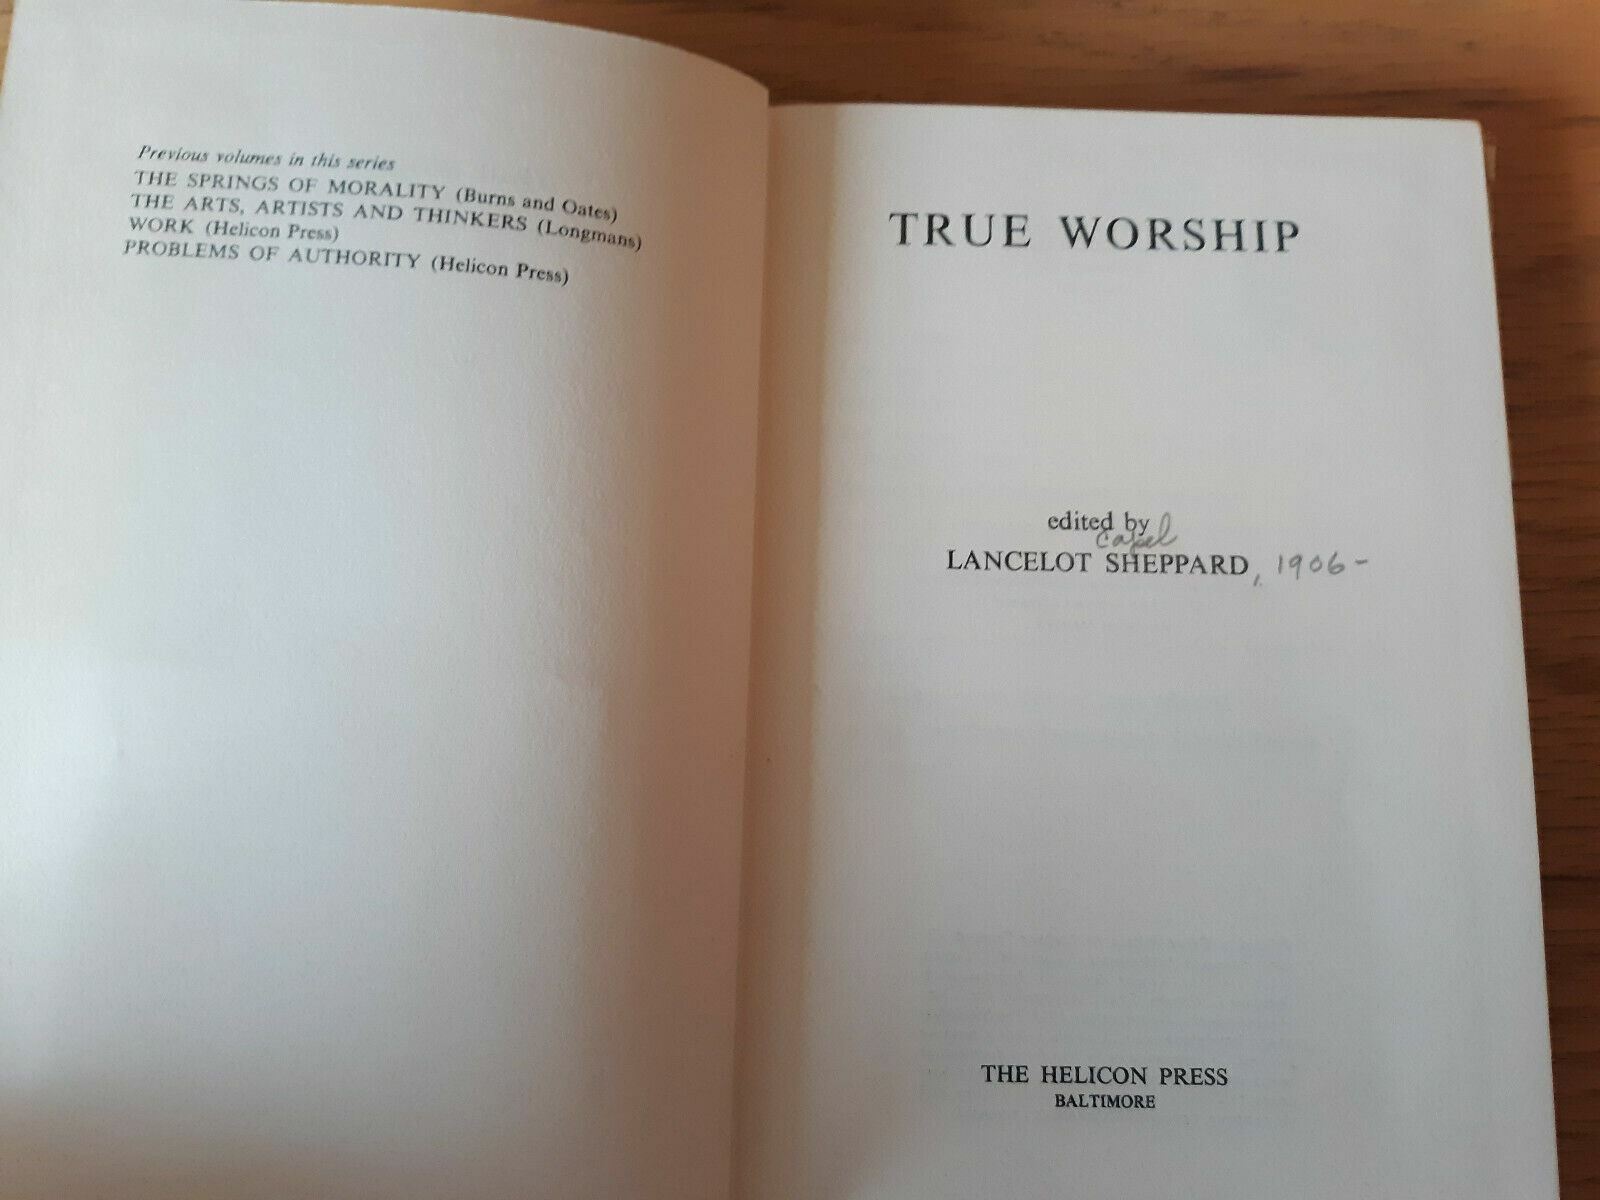 Previous volumes in this series
THE SPRINGS OF MORALITY (Burns and Oates)
THE ARTS, ARTISTS AND THINKERS (Longmans)
WORK (Helicon Press)
PROBLEMS OF AUTHORITY (Helicon Press)
TRUE WORSHIP
edited by
Capel
LANCELOT SHEPPARD, 1906-
THE HELICON PRESS
BALTIMORE